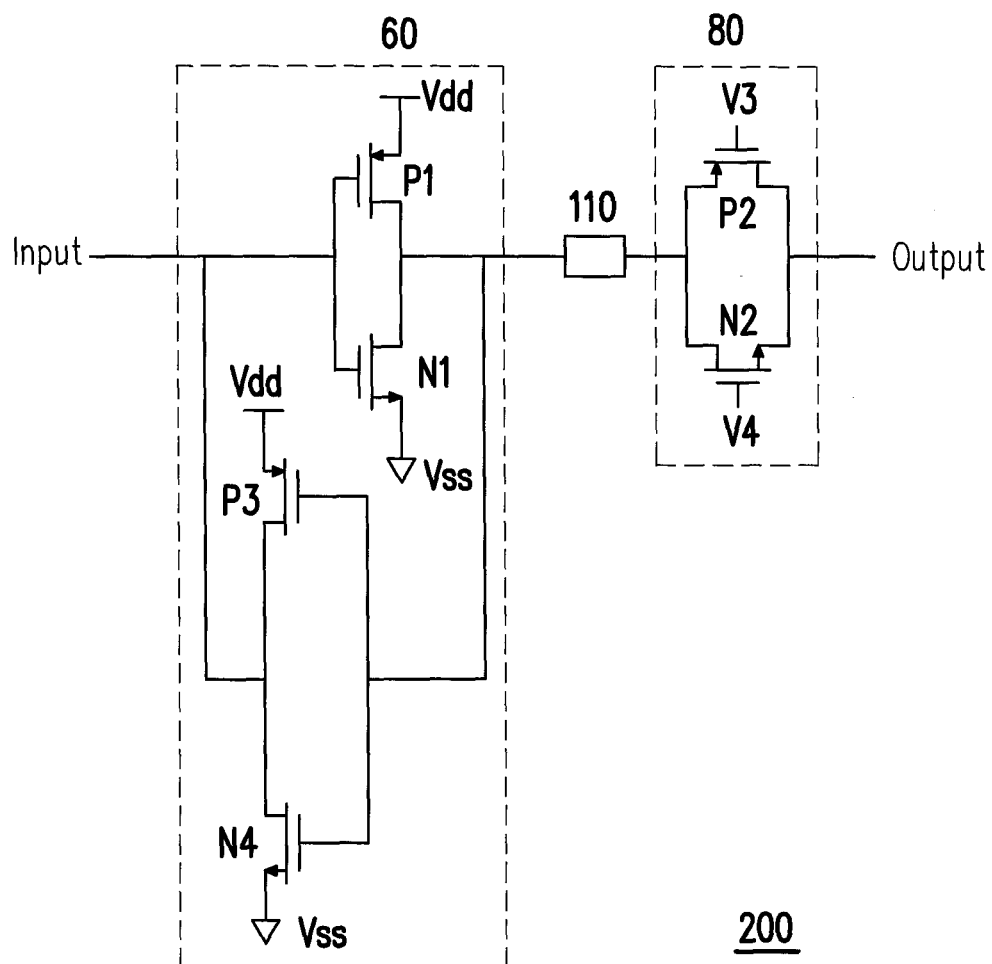 60
80
Vdd
V3
P1
P2
110
Input
Output
N2
N1
Vdd
V4
Vss
P3
N4
Vss
200